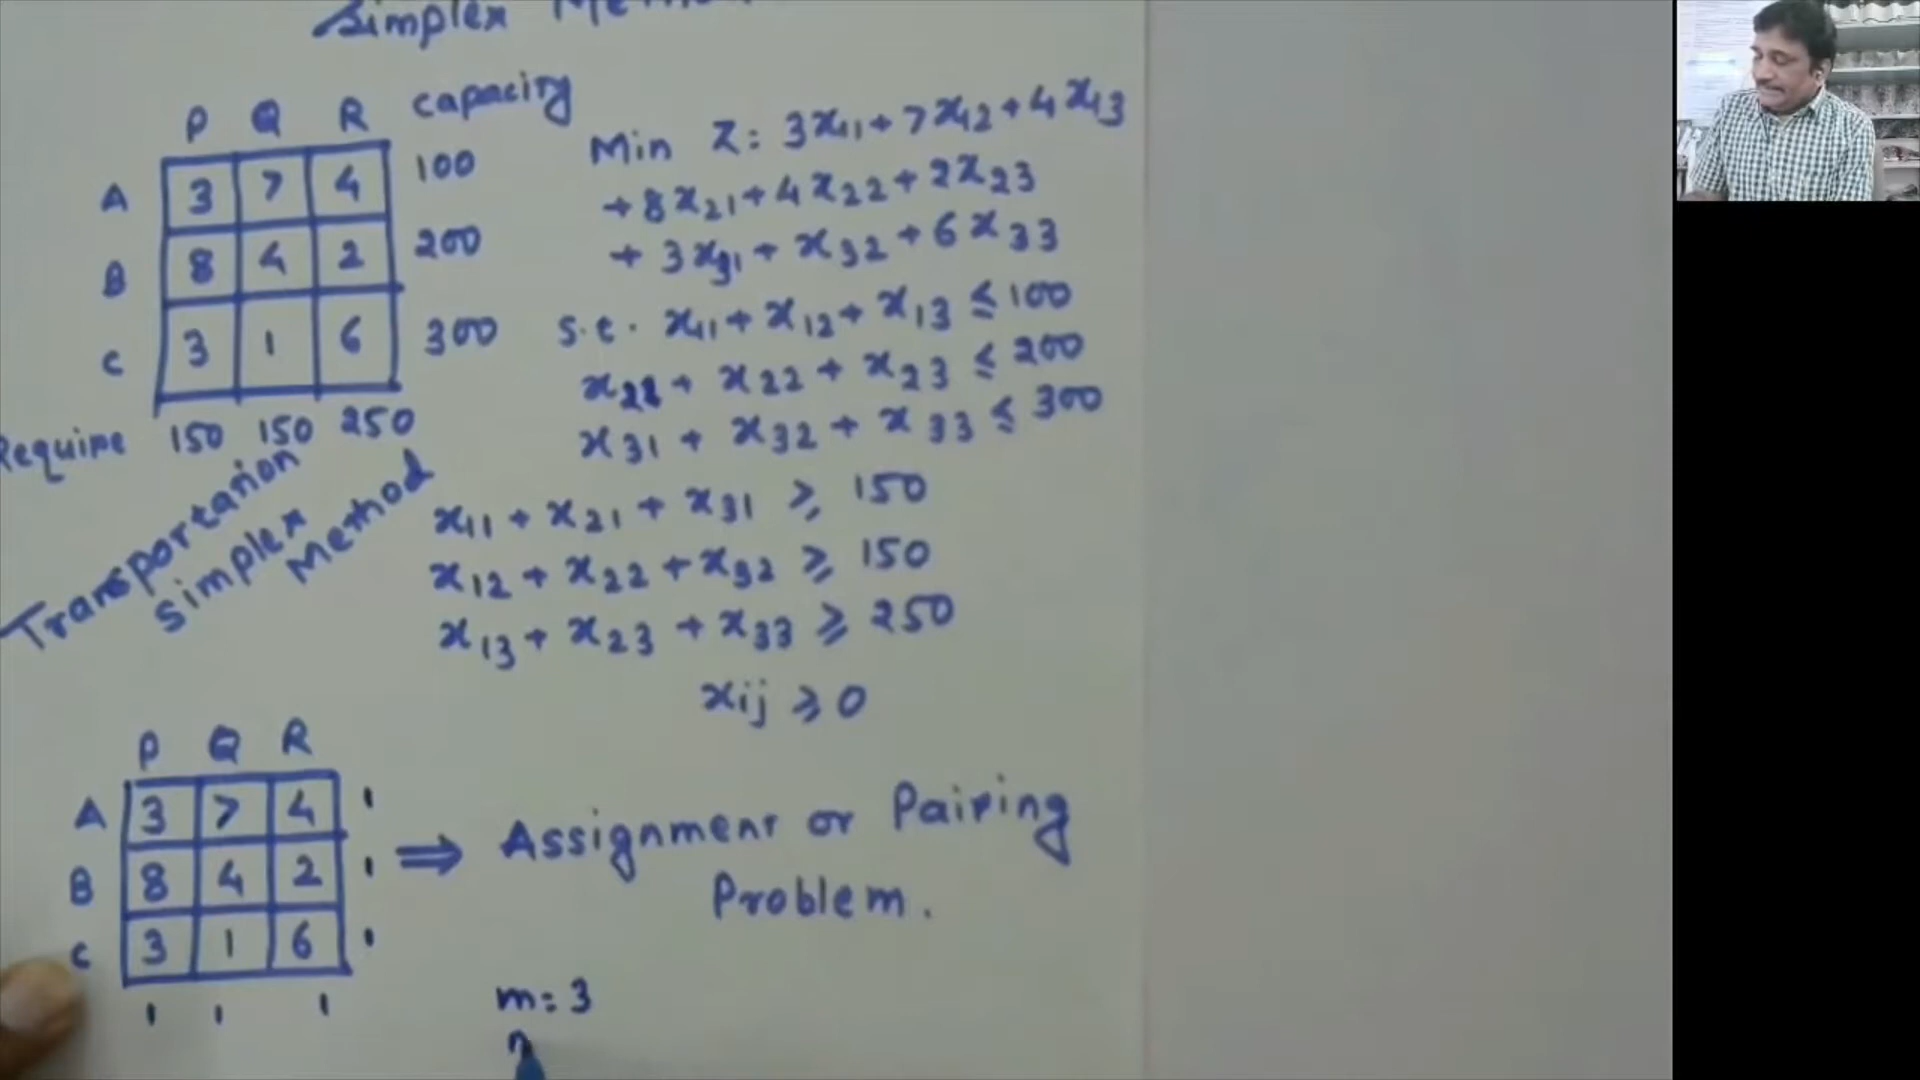 Simplex Method
P Q R capacity
A 3 7 4 100
B 8 4 2 200
C 3 1 6 300
Require 150 150 250
Transportation
Simplex
Method
Min Z: 3x11 + 7x12 + 4x13
+ 8x21 + 4x22 + 2x23
+ 3x31 + x32 + 6x33
s.t. x11 + x12 + x13 ≤ 100
x21 + x22 + x23 ≤ 200
x31 + x32 + x33 ≤ 300
x11 + x21 + x31 ≥ 150
x12 + x22 + x32 ≥ 150
x13 + x23 + x33 ≥ 250
xij ≥ 0
P Q R
A 3 7 4 1
B 8 4 2 1
C 3 1 6 1
1 1 1
⇒ Assignment or Pairing
Problem.
m = 3